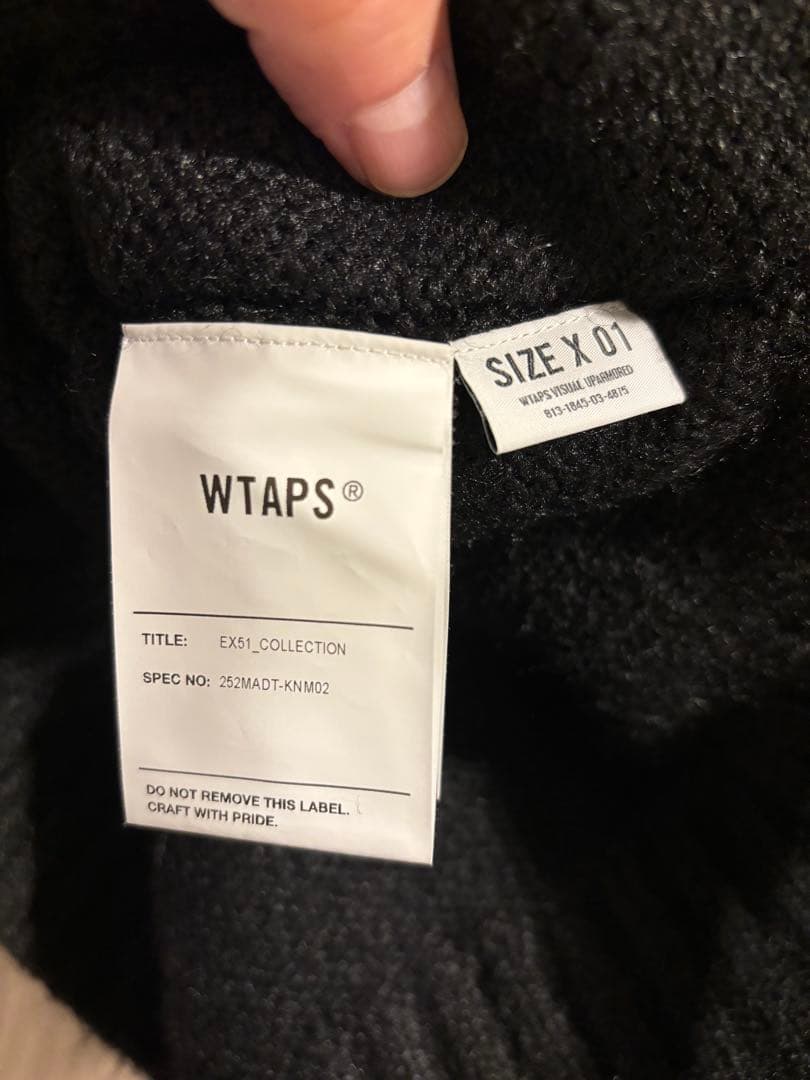 SIZE X 01
WTAPS VISUAL UPARMORED
813-1845-03-4875
WTAPS®
TITLE: EX51_COLLECTION
SPEC NO: 252MADT-KNM02
DO NOT REMOVE THIS LABEL.
CRAFT WITH PRIDE.